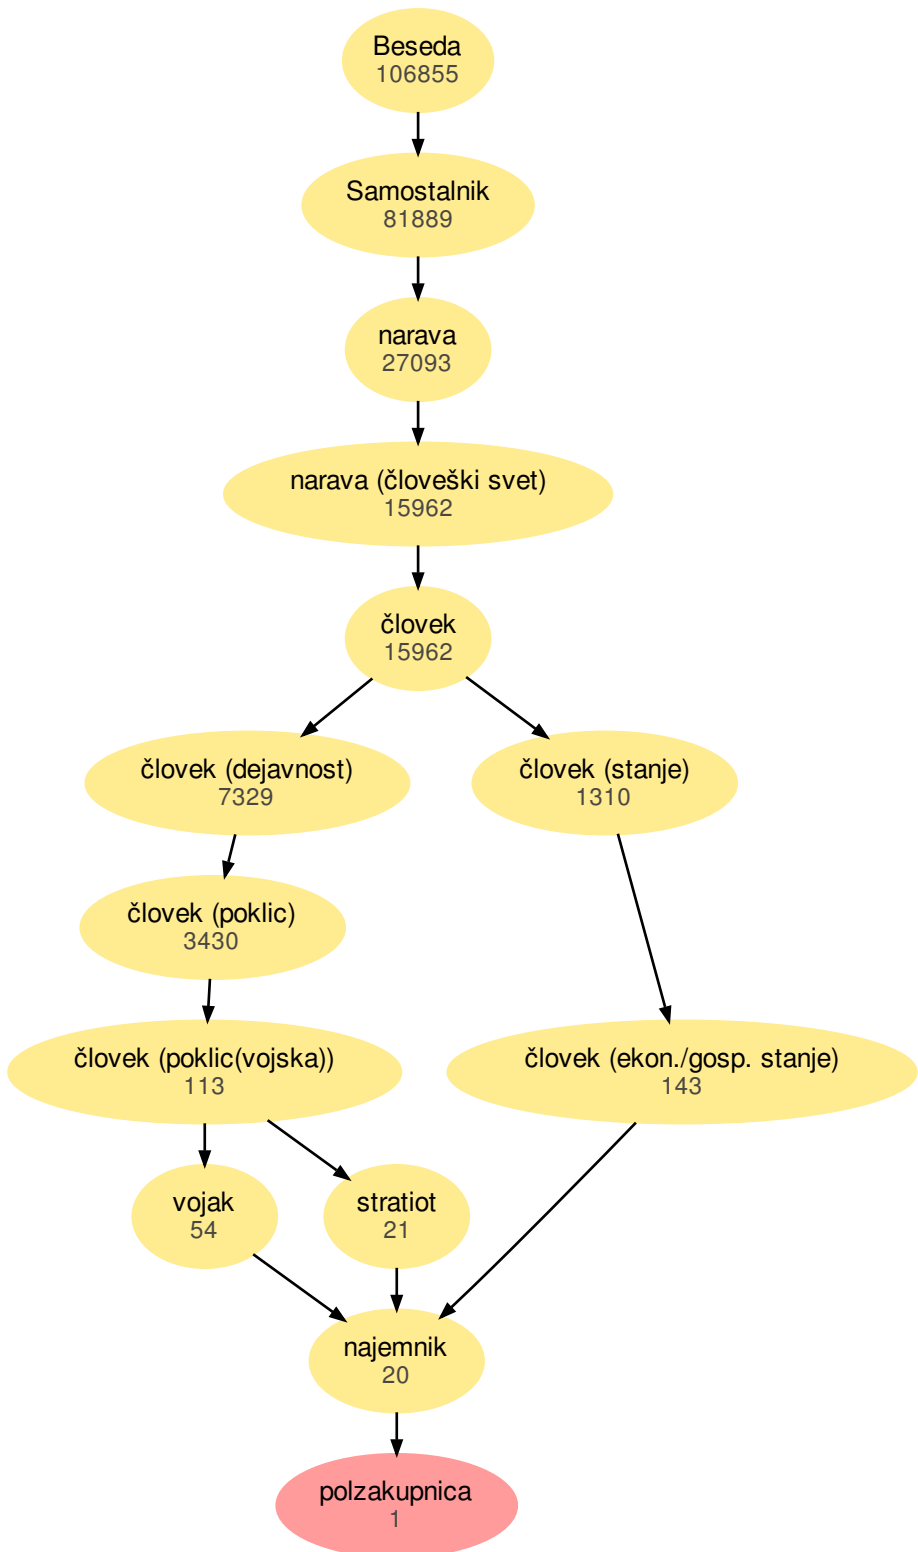 Beseda
106855
Samostalnik
81889
narava
27093
narava (človeški svet)
15962
človek
15962
človek (dejavnost)
7329
človek (stanje)
1310
človek (poklic)
3430
človek (poklic(vojska))
113
človek (ekon./gosp. stanje)
143
vojak
54
stratiot
21
najemnik
20
polzakupnica
1